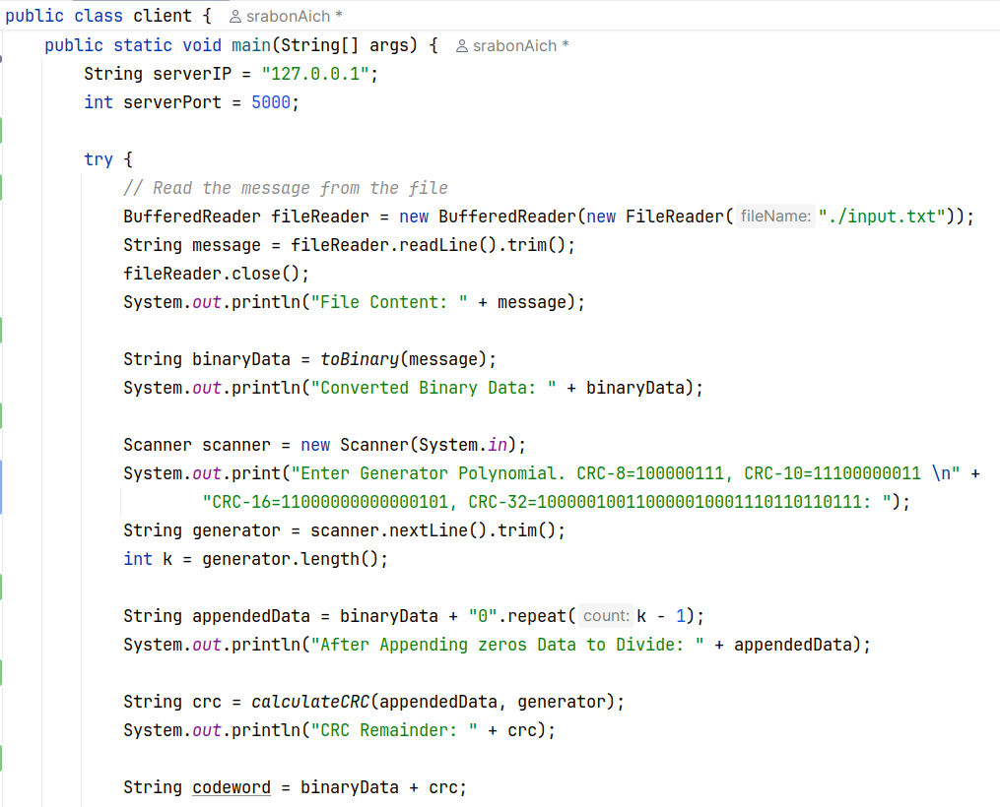 public class client { srabonAich *
public static void main(String[] args) { srabonAich *
String serverIP = "127.0.0.1";
int serverPort = 5000;
try {
// Read the message from the file
BufferedReader fileReader = new BufferedReader(new FileReader( fileName: "./input.txt"));
String message = fileReader.readLine().trim();
fileReader.close();
System.out.println("File Content: " + message);
String binaryData = toBinary(message);
System.out.println("Converted Binary Data: " + binaryData);
Scanner scanner = new Scanner(System.in);
System.out.print("Enter Generator Polynomial. CRC-8=100000111, CRC-10=11100000011 \n" +
"CRC-16=11000000000000101, CRC-32=100000100110000010001110110110111: ");
String generator = scanner.nextLine().trim();
int k = generator.length();
String appendedData = binaryData + "0".repeat( count: k - 1);
System.out.println("After Appending zeros Data to Divide: " + appendedData);
String crc = calculateCRC(appendedData, generator);
System.out.println("CRC Remainder: " + crc);
String codeword = binaryData + crc;